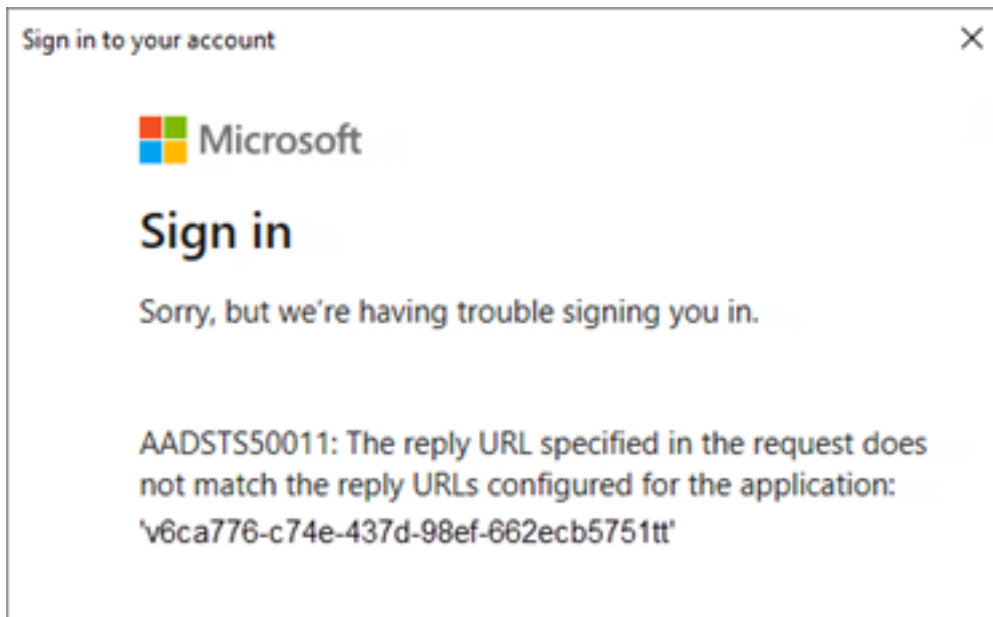 Sign in to your account
Microsoft
Sign in
Sorry, but we're having trouble signing you in.
AADSTS50011: The reply URL specified in the request does
not match the reply URLs configured for the application:
'v6ca776-c74e-437d-98ef-662ecb5751tt'